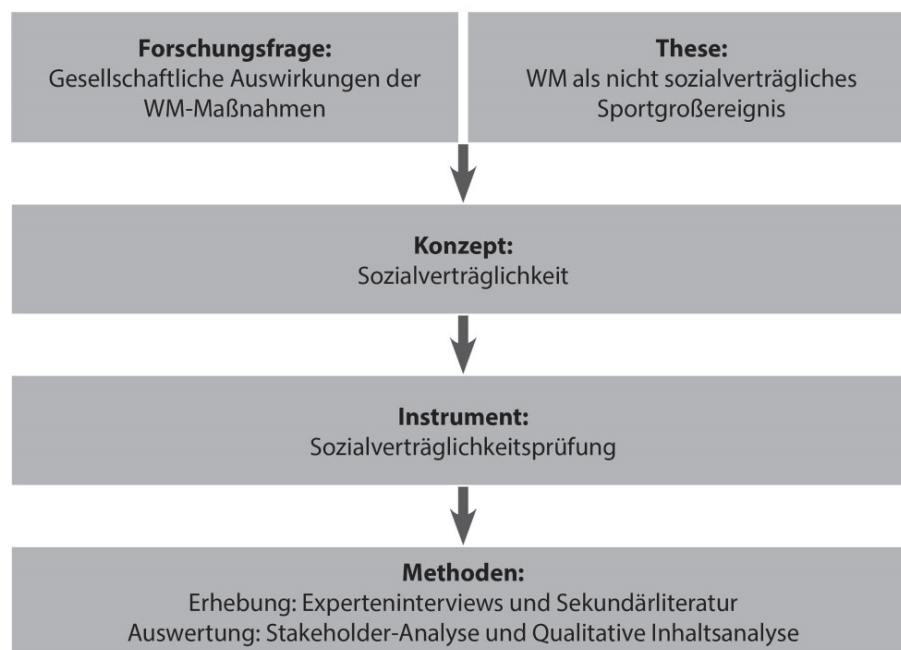 Forschungsfrage:
Gesellschaftliche Auswirkungen der
WM-Maßnahmen
These:
WM als nicht sozialverträgliches
Sportgroßereignis
Konzept:
Sozialverträglichkeit
Instrument:
Sozialverträglichkeitsprüfung
Methoden:
Erhebung: Experteninterviews und Sekundärliteratur
Auswertung: Stakeholder-Analyse und Qualitative Inhaltsanalyse